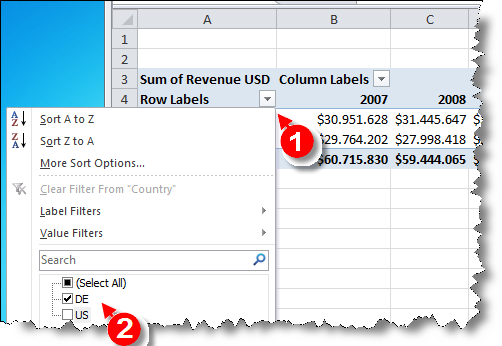 A B C
1
2
3 Sum of Revenue USD Column Labels
4 Row Labels 2007 2008
$30.951.628 $31.445.647 $
$29.764.202 $27.998.418 $
$60.715.830 $59.444.065 $
A Z Sort A to Z
Z A Sort Z to A
More Sort Options...
Clear Filter From "Country"
Label Filters
Value Filters
Search
(Select All)
DE
US
1
2